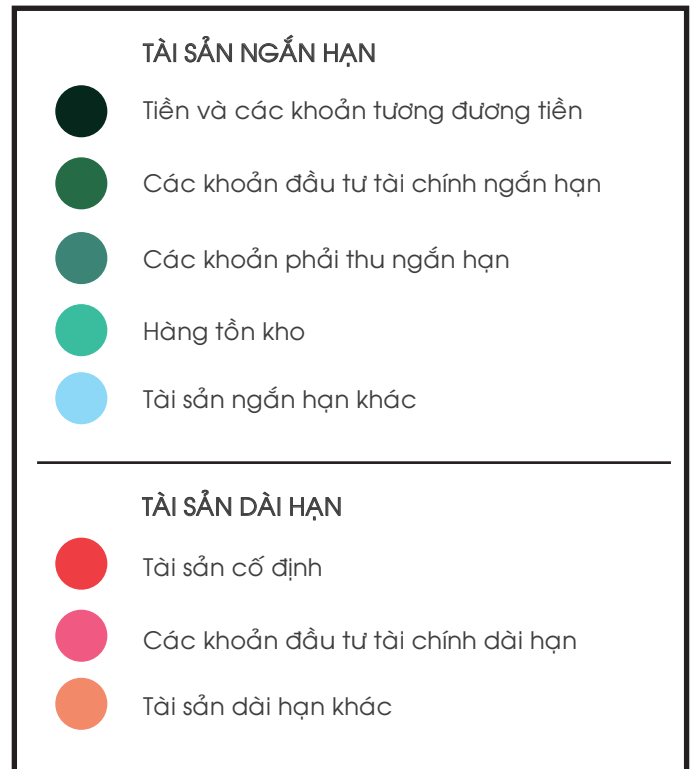 TÀI SẢN NGẮN HẠN
Tiền và các khoản tương đương tiền
Các khoản đầu tư tài chính ngắn hạn
Các khoản phải thu ngắn hạn
Hàng tồn kho
Tài sản ngắn hạn khác
TÀI SẢN DÀI HẠN
Tài sản cố định
Các khoản đầu tư tài chính dài hạn
Tài sản dài hạn khác